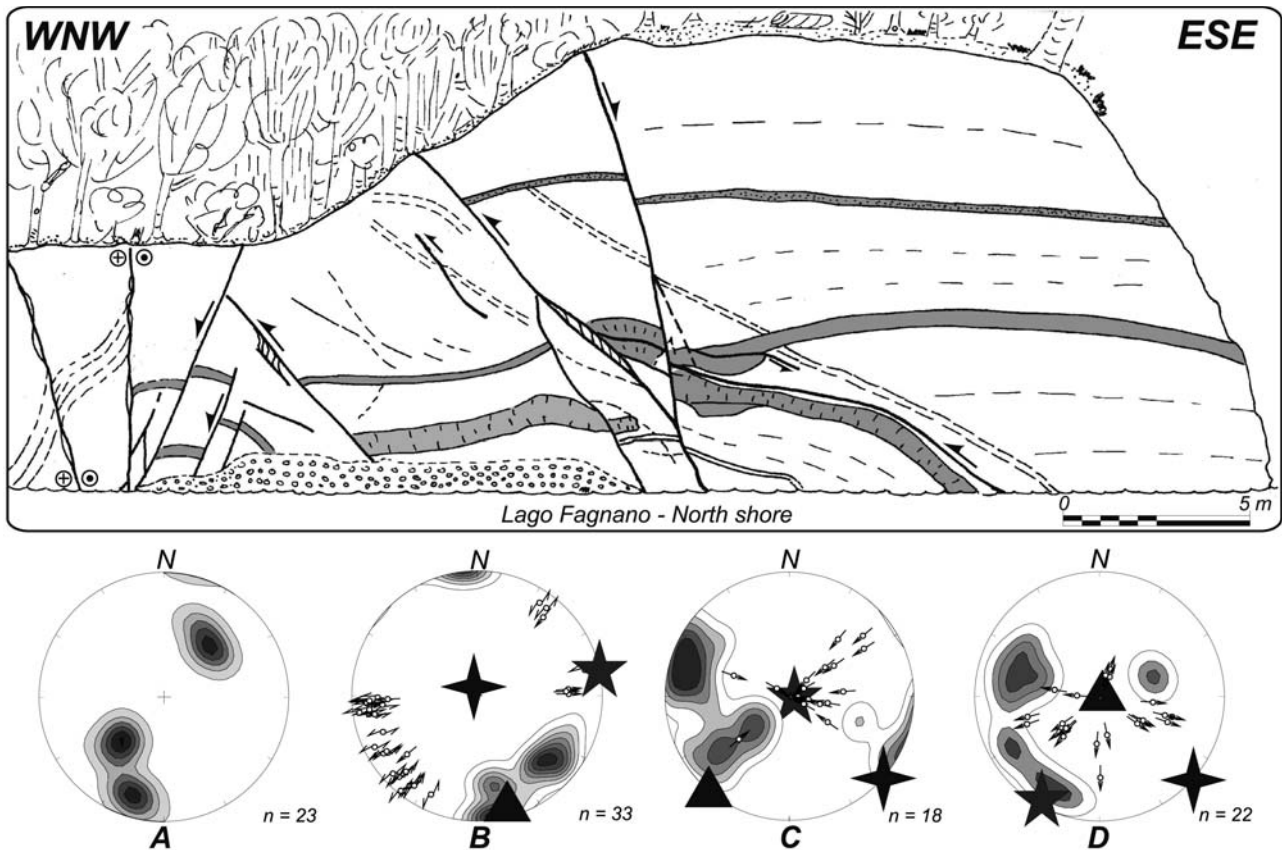 WNW
ESE
Lago Fagnano - North shore
0 5 m
N
N
N
N
n = 23
n = 33
n = 18
n = 22
A
B
C
D